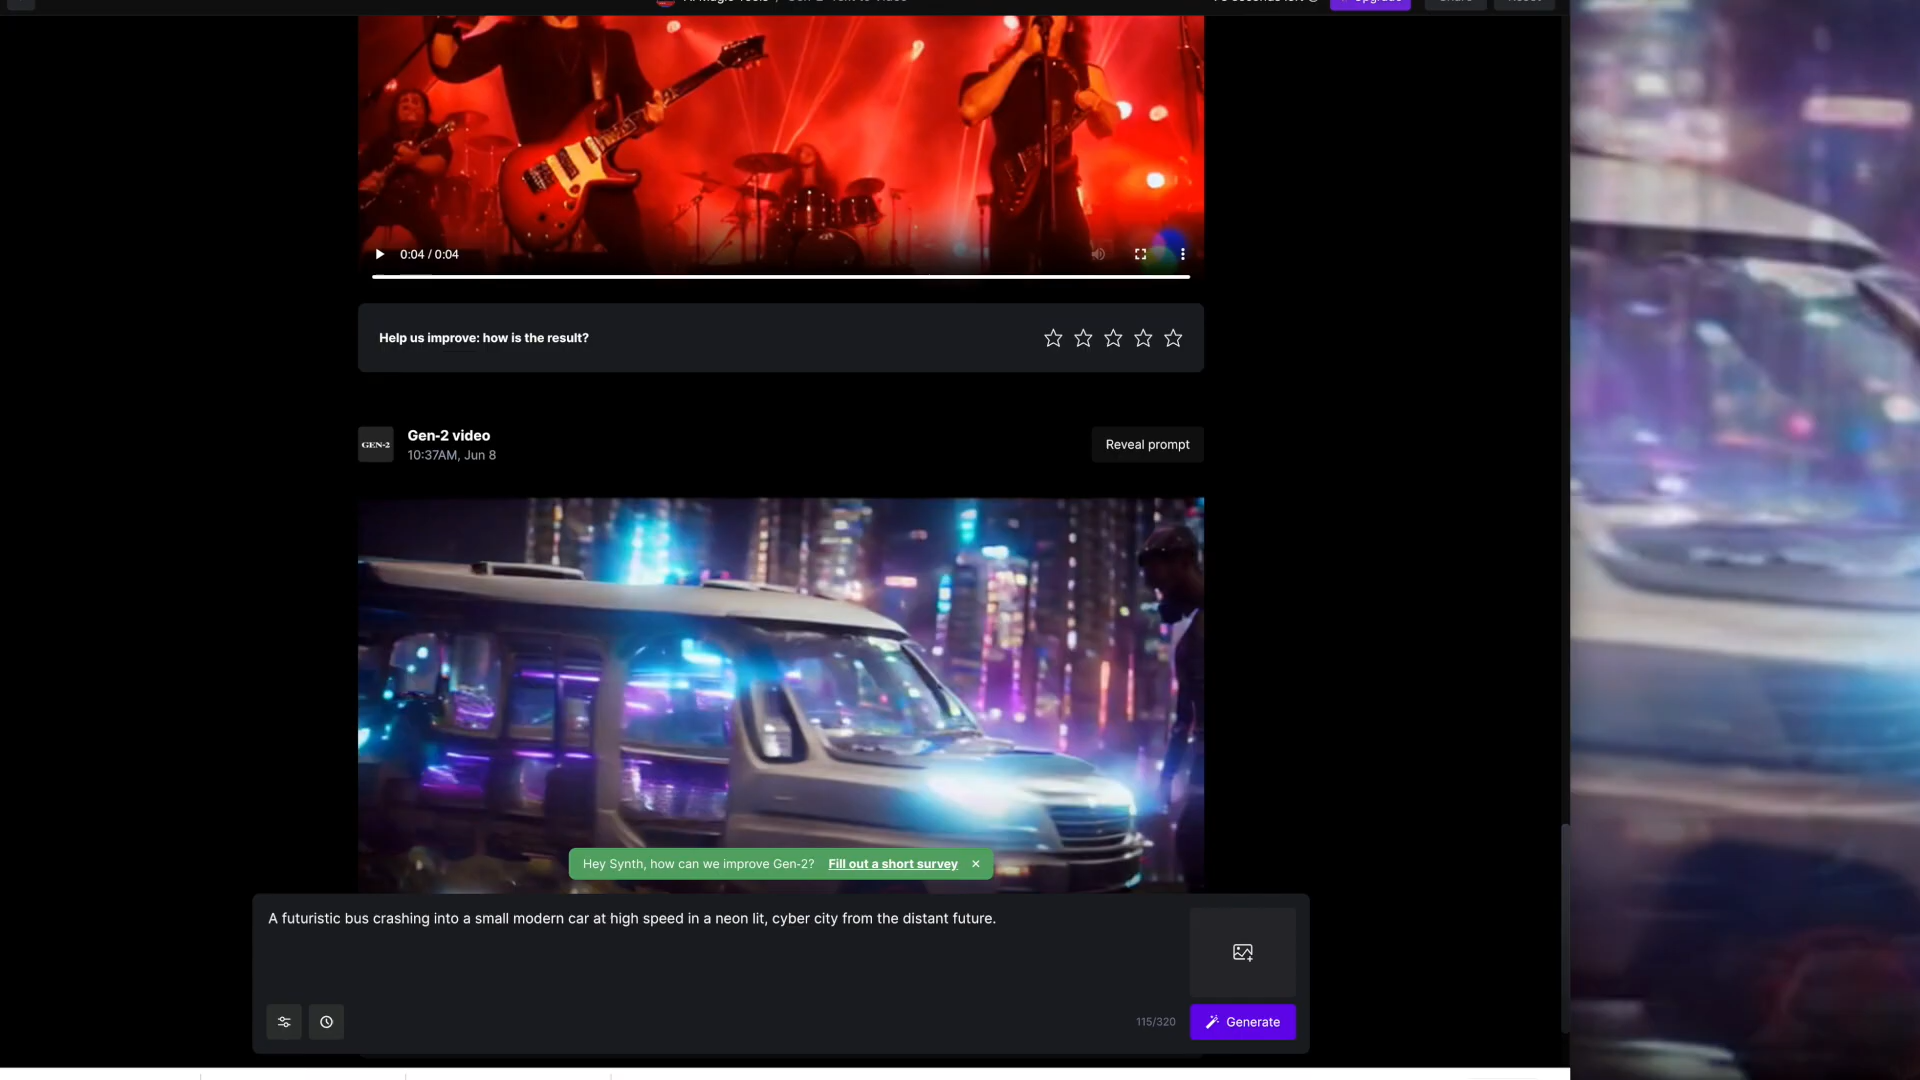 0:04 / 0:04
Help us improve: how is the result?
GEN-2
Gen-2 video
10:37AM, Jun 8
Reveal prompt
Hey Synth, how can we improve Gen-2? Fill out a short survey
A futuristic bus crashing into a small modern car at high speed in a neon lit, cyber city from the distant future.
115/320
Generate